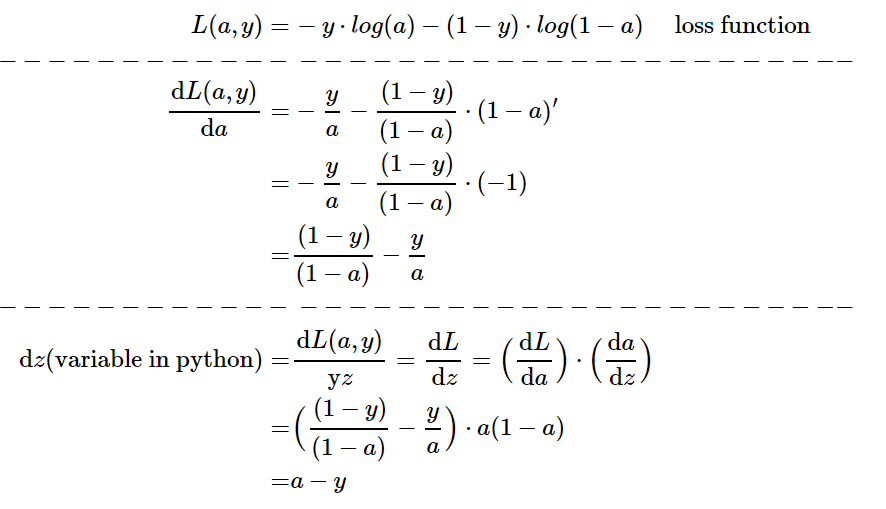 L(a, y) = − y · log(a) − (1 − y) · log(1 − a) loss function
dL(a, y)/da = − y/a − (1 − y)/(1 − a) · (1 − a)′
= − y/a − (1 − y)/(1 − a) · (−1)
= (1 − y)/(1 − a) − y/a
dz(variable in python) = dL(a, y)/yz = dL/dz = (dL/da) · (da/dz)
= ((1 − y)/(1 − a) − y/a) · a(1 − a)
= a − y